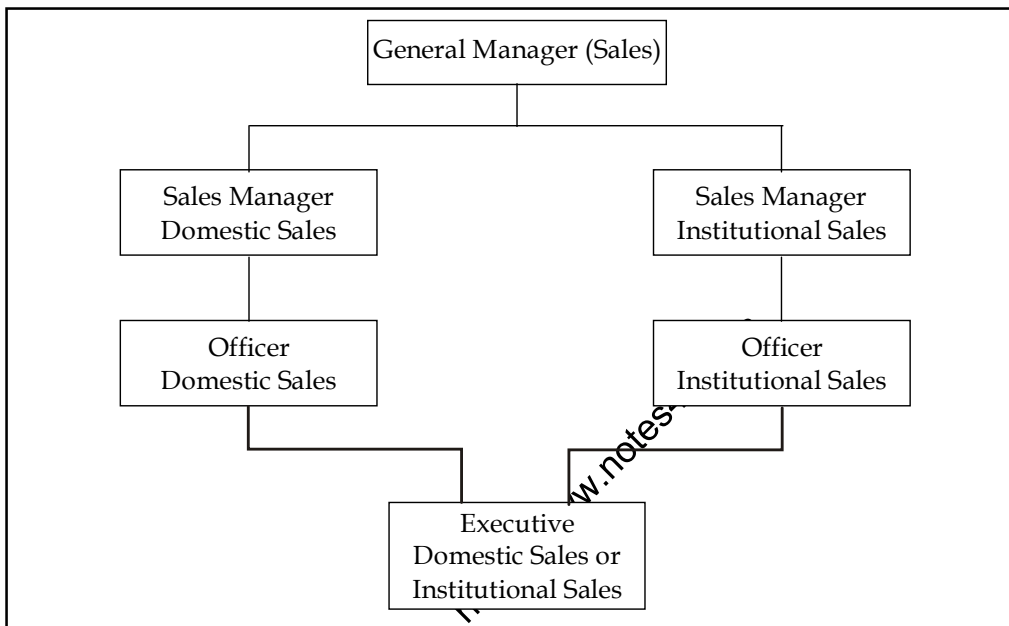 General Manager (Sales)
Sales Manager
Domestic Sales
Sales Manager
Institutional Sales
Officer
Domestic Sales
Officer
Institutional Sales
Executive
Domestic Sales or
Institutional Sales
w.notes4